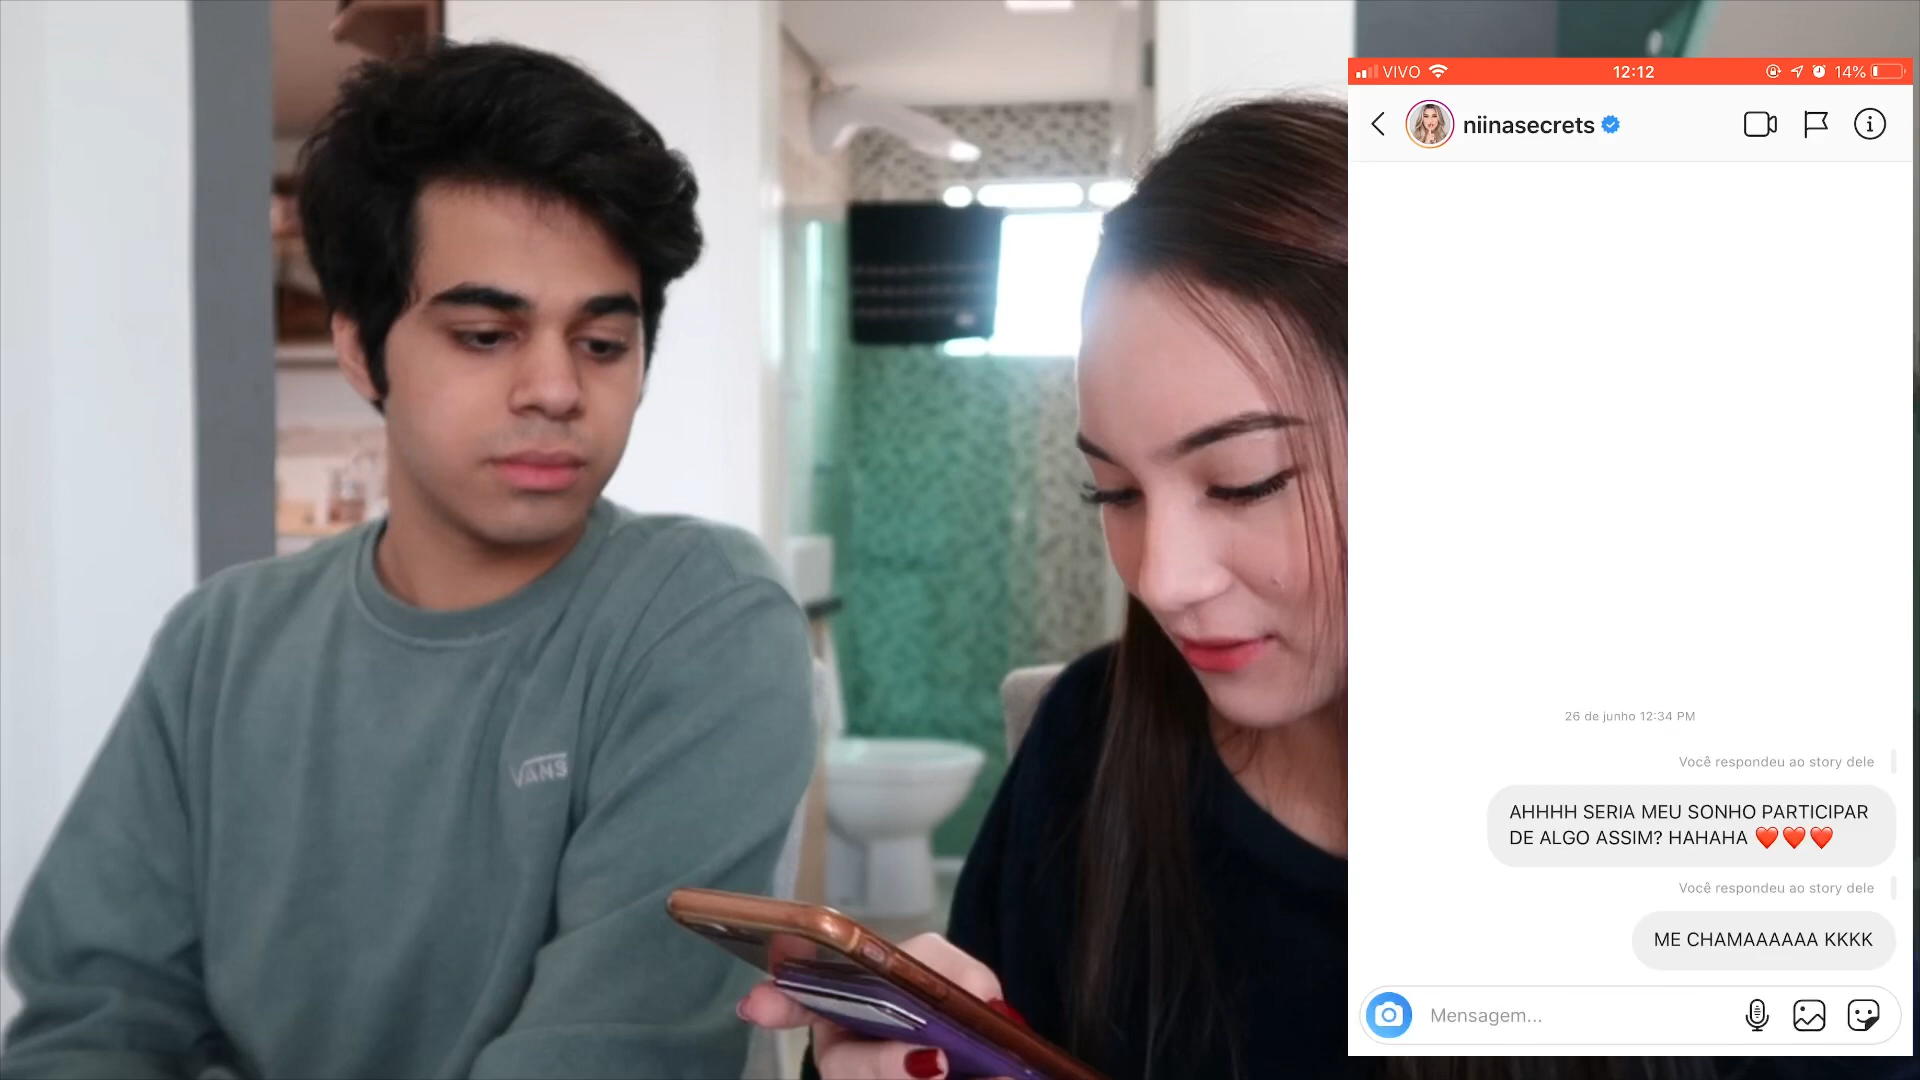 VIVO 12:12 14%
niinasecrets
26 de junho 12:34 PM
Você respondeu ao story dele
AHHHH SERIA MEU SONHO PARTICIPAR
DE ALGO ASSIM? HAHAHA ❤️❤️❤️
Você respondeu ao story dele
ME CHAMAAAAAA KKKK
Mensagem...
VANS